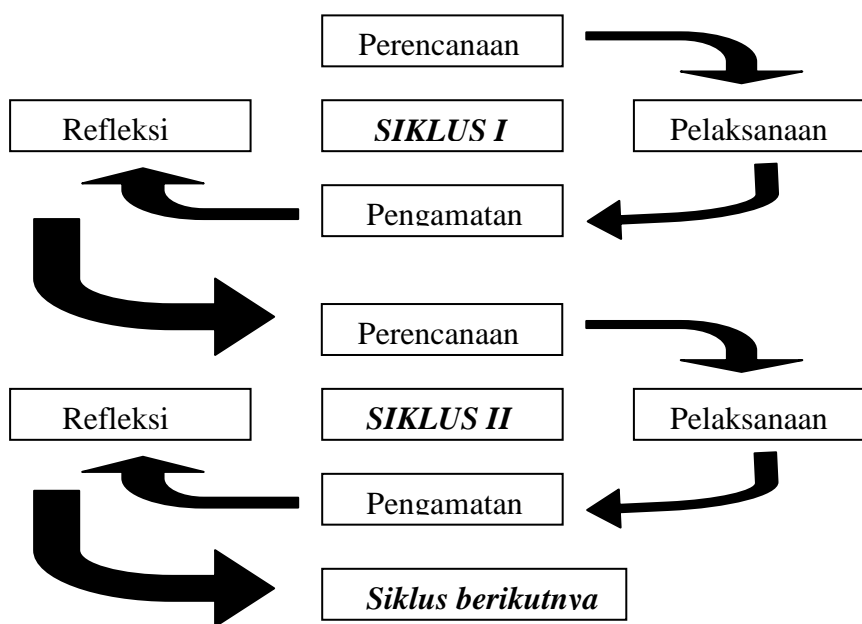 Perencanaan
Refleksi
SIKLUS I
Pelaksanaan
Pengamatan
Perencanaan
Refleksi
SIKLUS II
Pelaksanaan
Pengamatan
Siklus berikutnya